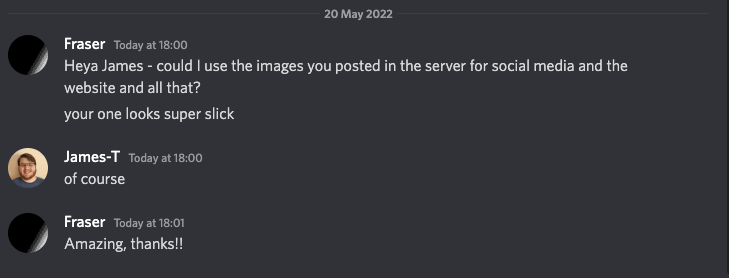 20 May 2022
Fraser Today at 18:00
Heya James - could I use the images you posted in the server for social media and the
website and all that?
your one looks super slick
James-T Today at 18:00
of course
Fraser Today at 18:01
Amazing, thanks!!